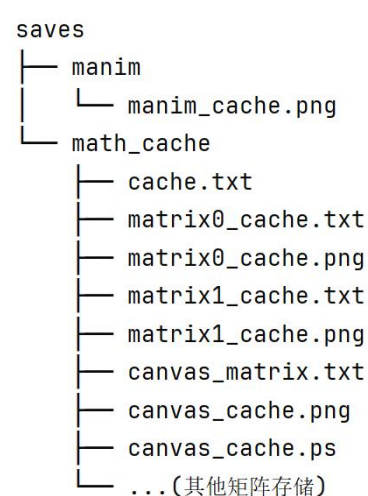 saves
├── manim
│   └── manim_cache.png
└── math_cache
    ├── cache.txt
    ├── matrix0_cache.txt
    ├── matrix0_cache.png
    ├── matrix1_cache.txt
    ├── matrix1_cache.png
    ├── canvas_matrix.txt
    ├── canvas_cache.png
    ├── canvas_cache.ps
    └── ...(其他矩阵存储)